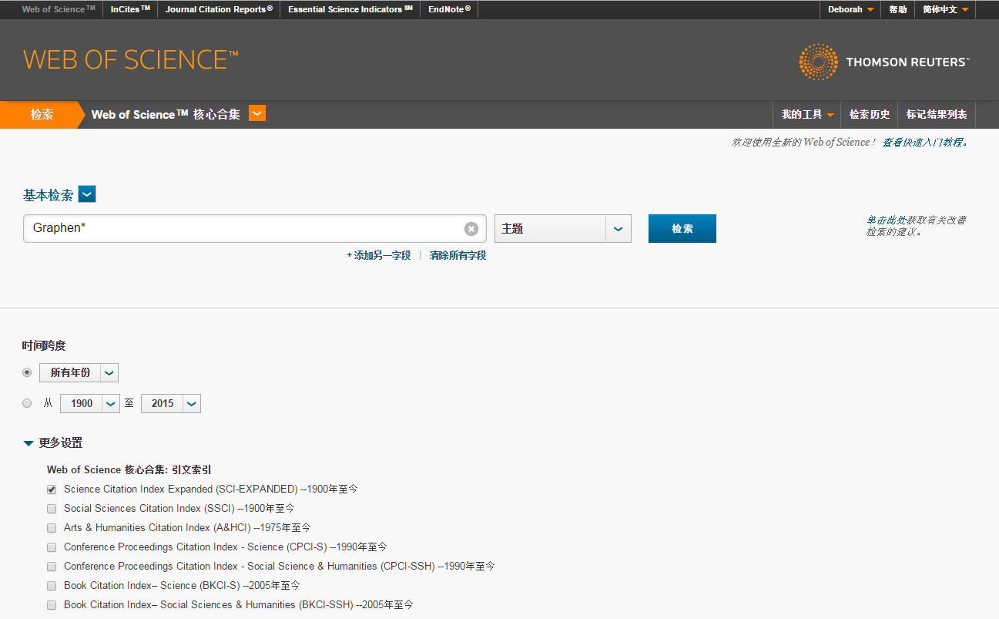 Web of Science™ InCites™ Journal Citation Reports® Essential Science Indicators℠ EndNote® Deborah 帮助 简体中文
WEB OF SCIENCE™
THOMSON REUTERS™
检索 Web of Science™ 核心合集 我的工具 检索历史 标记结果列表
欢迎使用全新的 Web of Science！ 查看快速入门教程。
基本检索
Graphen* 主题 检索
单击此处获取有关改善
检索的建议。
+ 添加另一字段 | 清除所有字段
时间跨度
所有年份
从 1900 至 2015
更多设置
Web of Science 核心合集: 引文索引
Science Citation Index Expanded (SCI-EXPANDED) --1900年至今
Social Sciences Citation Index (SSCI) --1900年至今
Arts & Humanities Citation Index (A&HCI) --1975年至今
Conference Proceedings Citation Index - Science (CPCI-S) --1990年至今
Conference Proceedings Citation Index - Social Science & Humanities (CPCI-SSH) --1990年至今
Book Citation Index– Science (BKCI-S) --2005年至今
Book Citation Index– Social Sciences & Humanities (BKCI-SSH) --2005年至今